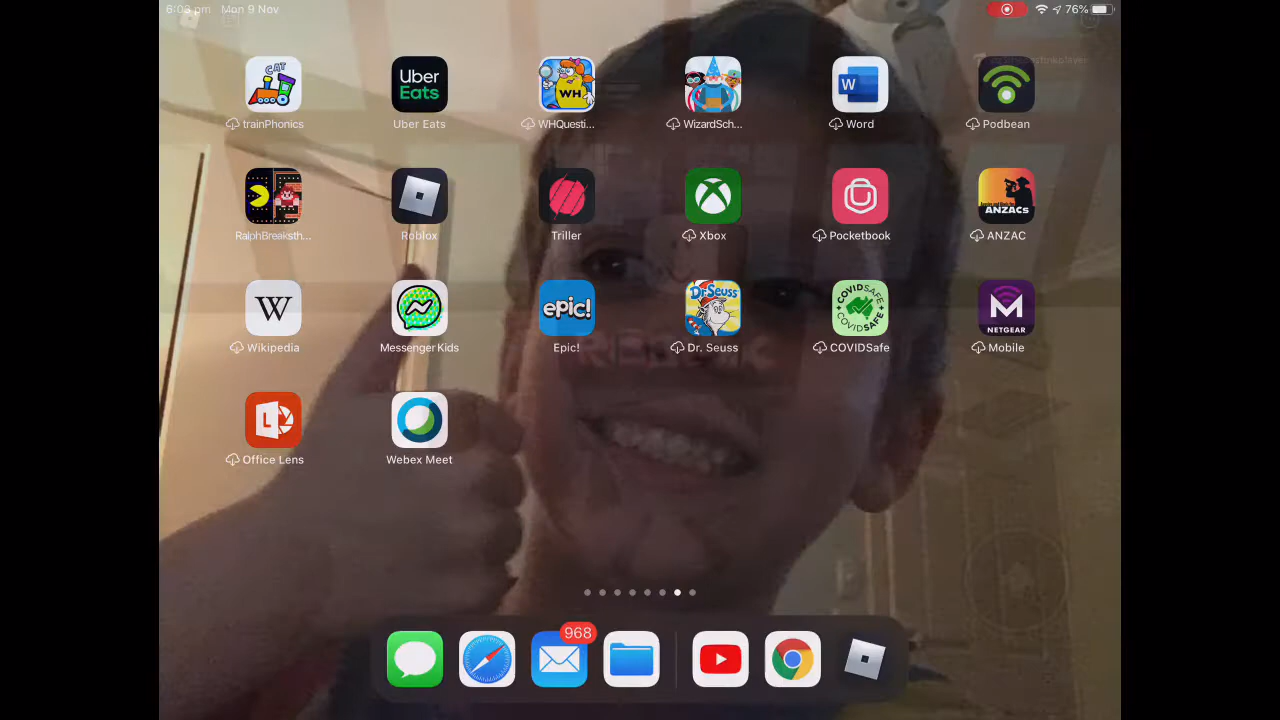 6:03 pm Mon 9 Nov 76%
CAT Uber Eats WH W
trainPhonics Uber Eats WHQuesti... WizardSch... Word Podbean
ANZACs
RalphBreaksth... Roblox Triller Xbox Pocketbook ANZAC
W epic! Dr. Seuss COVIDSAFE COVIDSAFE M NETGEAR
Wikipedia Messenger Kids Epic! Dr. Seuss COVIDSafe Mobile
L
Office Lens Webex Meet
968